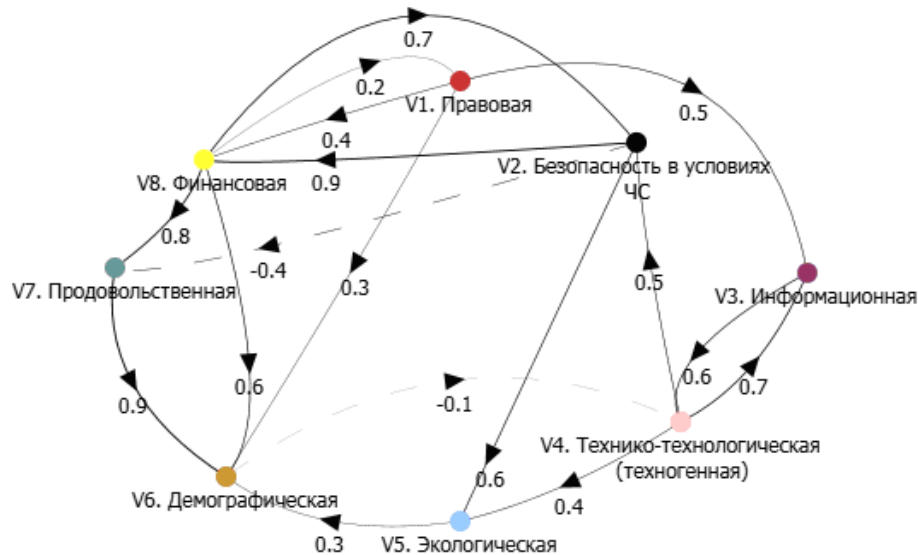 0.7
0.2
V1. Правовая
0.5
0.4
V2. Безопасность в условиях
ЧС
0.9
V8. Финансовая
0.8
-0.4
0.3
0.5
V7. Продовольственная
V3. Информационная
0.6
0.7
0.6
0.9
-0.1
V4. Технико-технологическая
(техногенная)
V6. Демографическая
0.6
0.4
0.3
V5. Экологическая